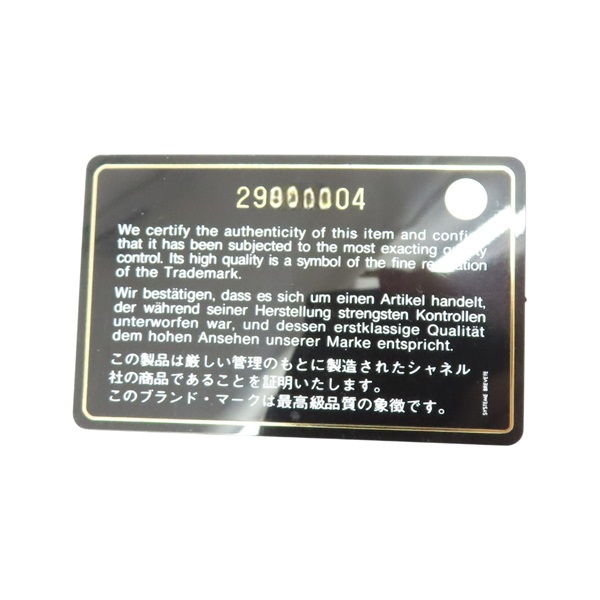 We certify the authenticity of this item and
that it has been subjected to the most exacting
control. Its high quality is a symbol of the fine
of the Trademark.
Wir bestätigen, dass es sich um einen Artikel handelt,
der während seiner Herstellung strengsten Kontrollen
unterworfen war, und dessen erstklassige Qualität
dem hohen Ansehen unserer Marke entspricht.
この製品は厳しい管理のもとに製造されたシャネル
社の商品であることを証明いたします。
このブランド・マークは最高級品質の象徴です。